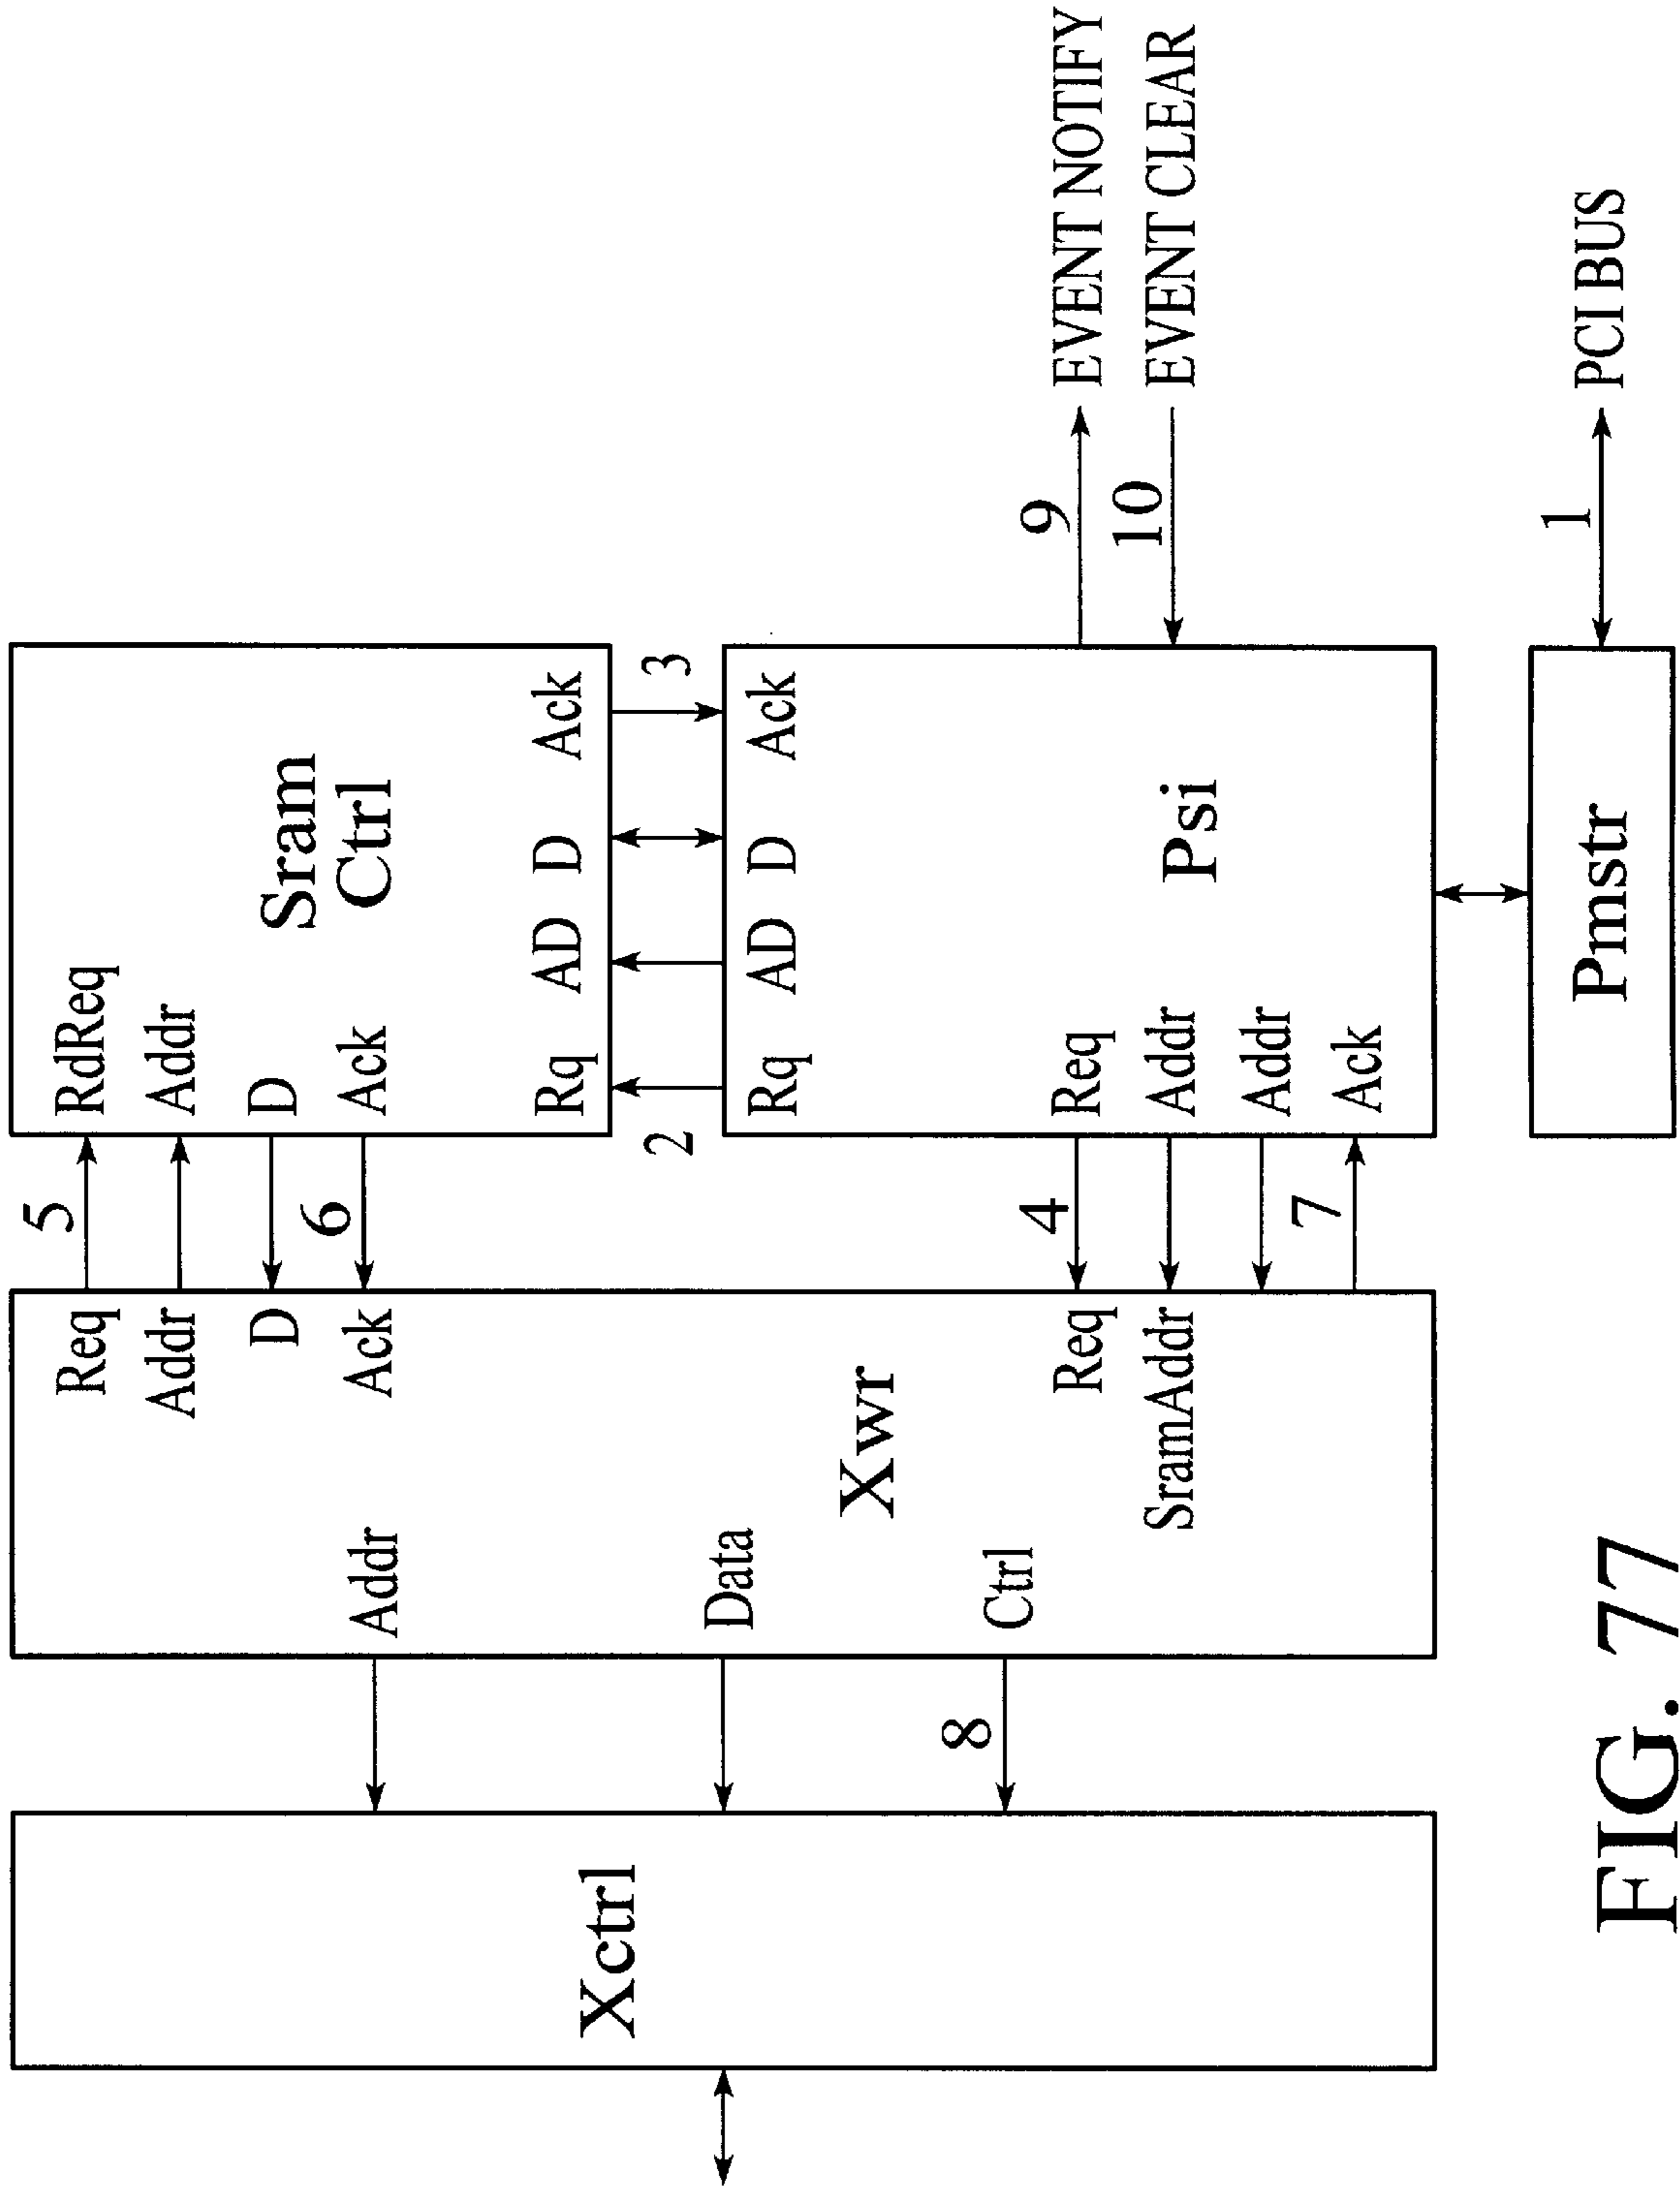 Xctrl
Addr
Data
8
Ctrl
Xwr
Req
Addr
D
Ack
Req
SramAddr
5
6
4
7
RdReq
Addr
D
Ack
Sram
Ctrl
Rq
AD
D
Ack
2
3
Rq
AD
D
Ack
Req
Addr
Addr
Ack
Psi
Pmstr
9
EVENT NOTIFY
10
EVENT CLEAR
1
PCI BUS
FIG. 77